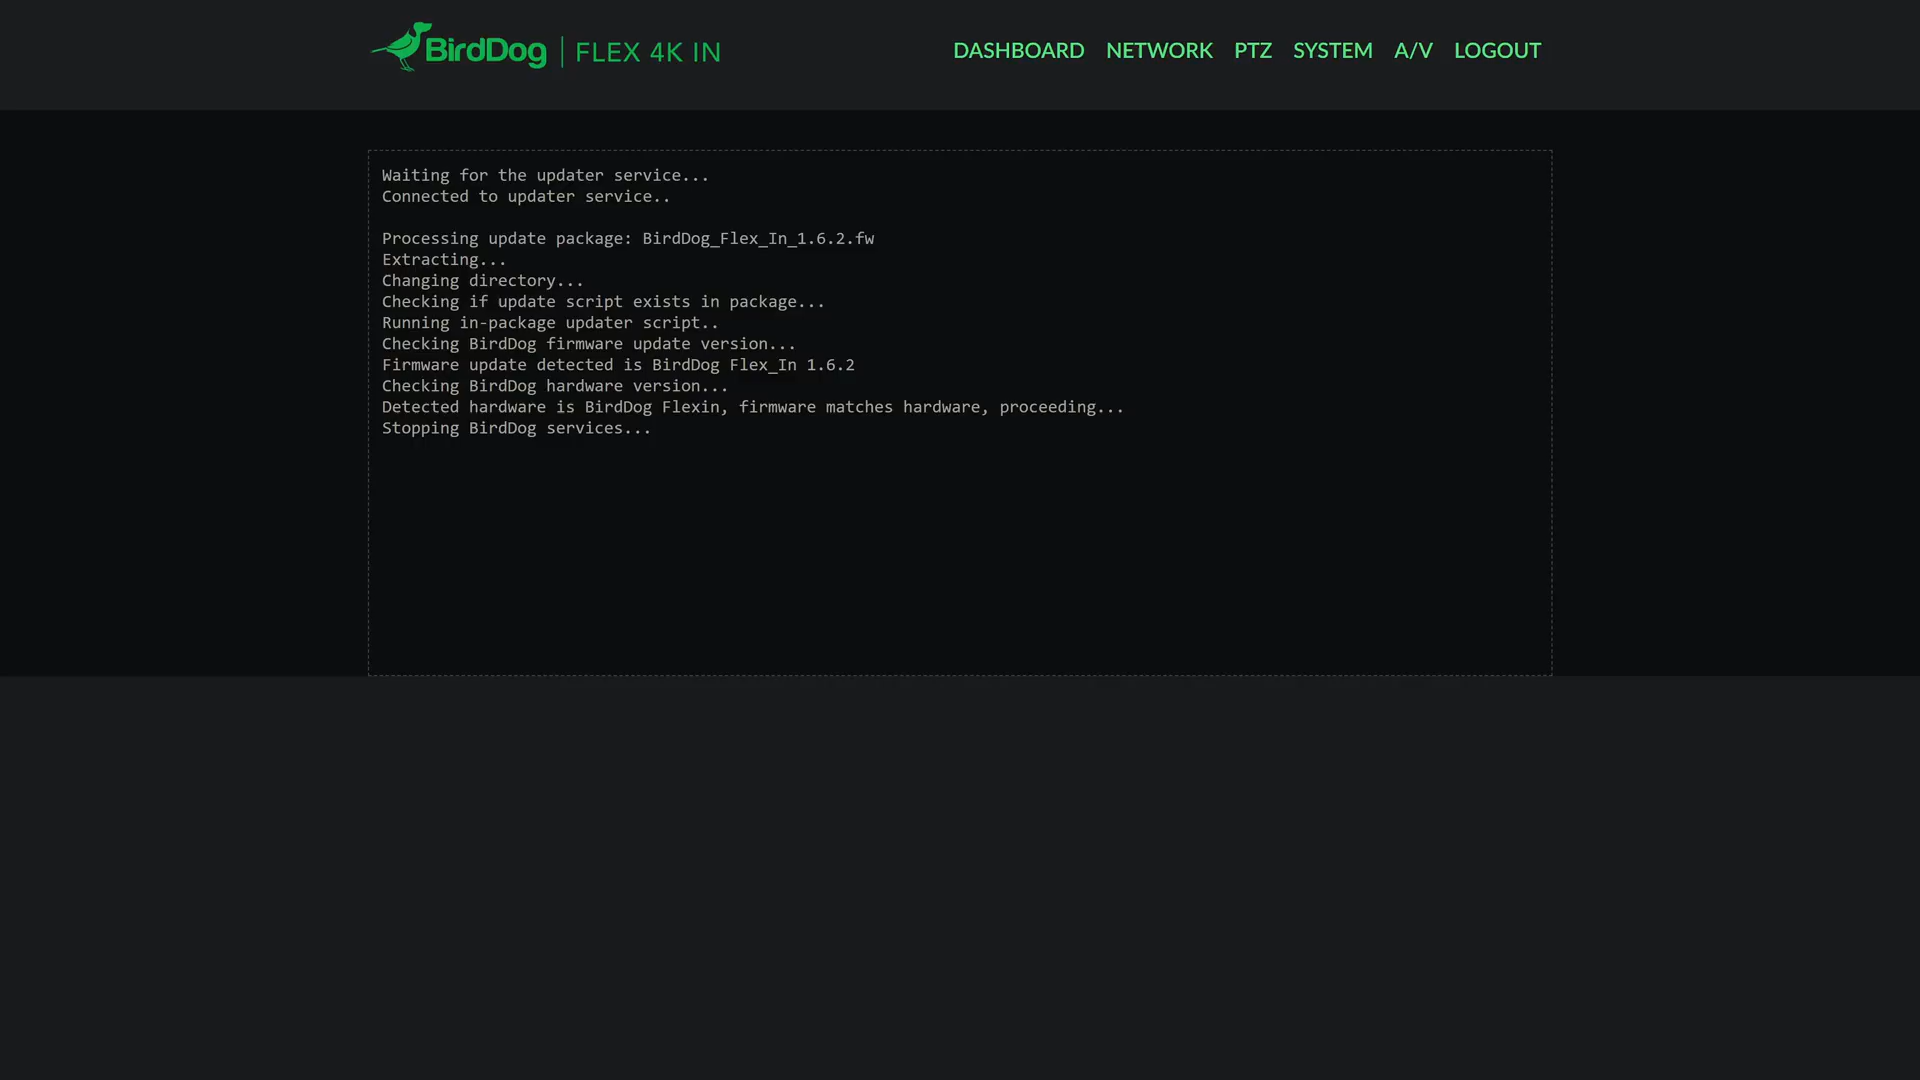 BirdDog | FLEX 4K IN
DASHBOARD NETWORK PTZ SYSTEM A/V LOGOUT
Waiting for the updater service...
Connected to updater service..
Processing update package: BirdDog_Flex_In_1.6.2.fw
Extracting...
Changing directory...
Checking if update script exists in package...
Running in-package updater script..
Checking BirdDog firmware update version...
Firmware update detected is BirdDog Flex_In 1.6.2
Checking BirdDog hardware version...
Detected hardware is BirdDog Flexin, firmware matches hardware, proceeding...
Stopping BirdDog services...